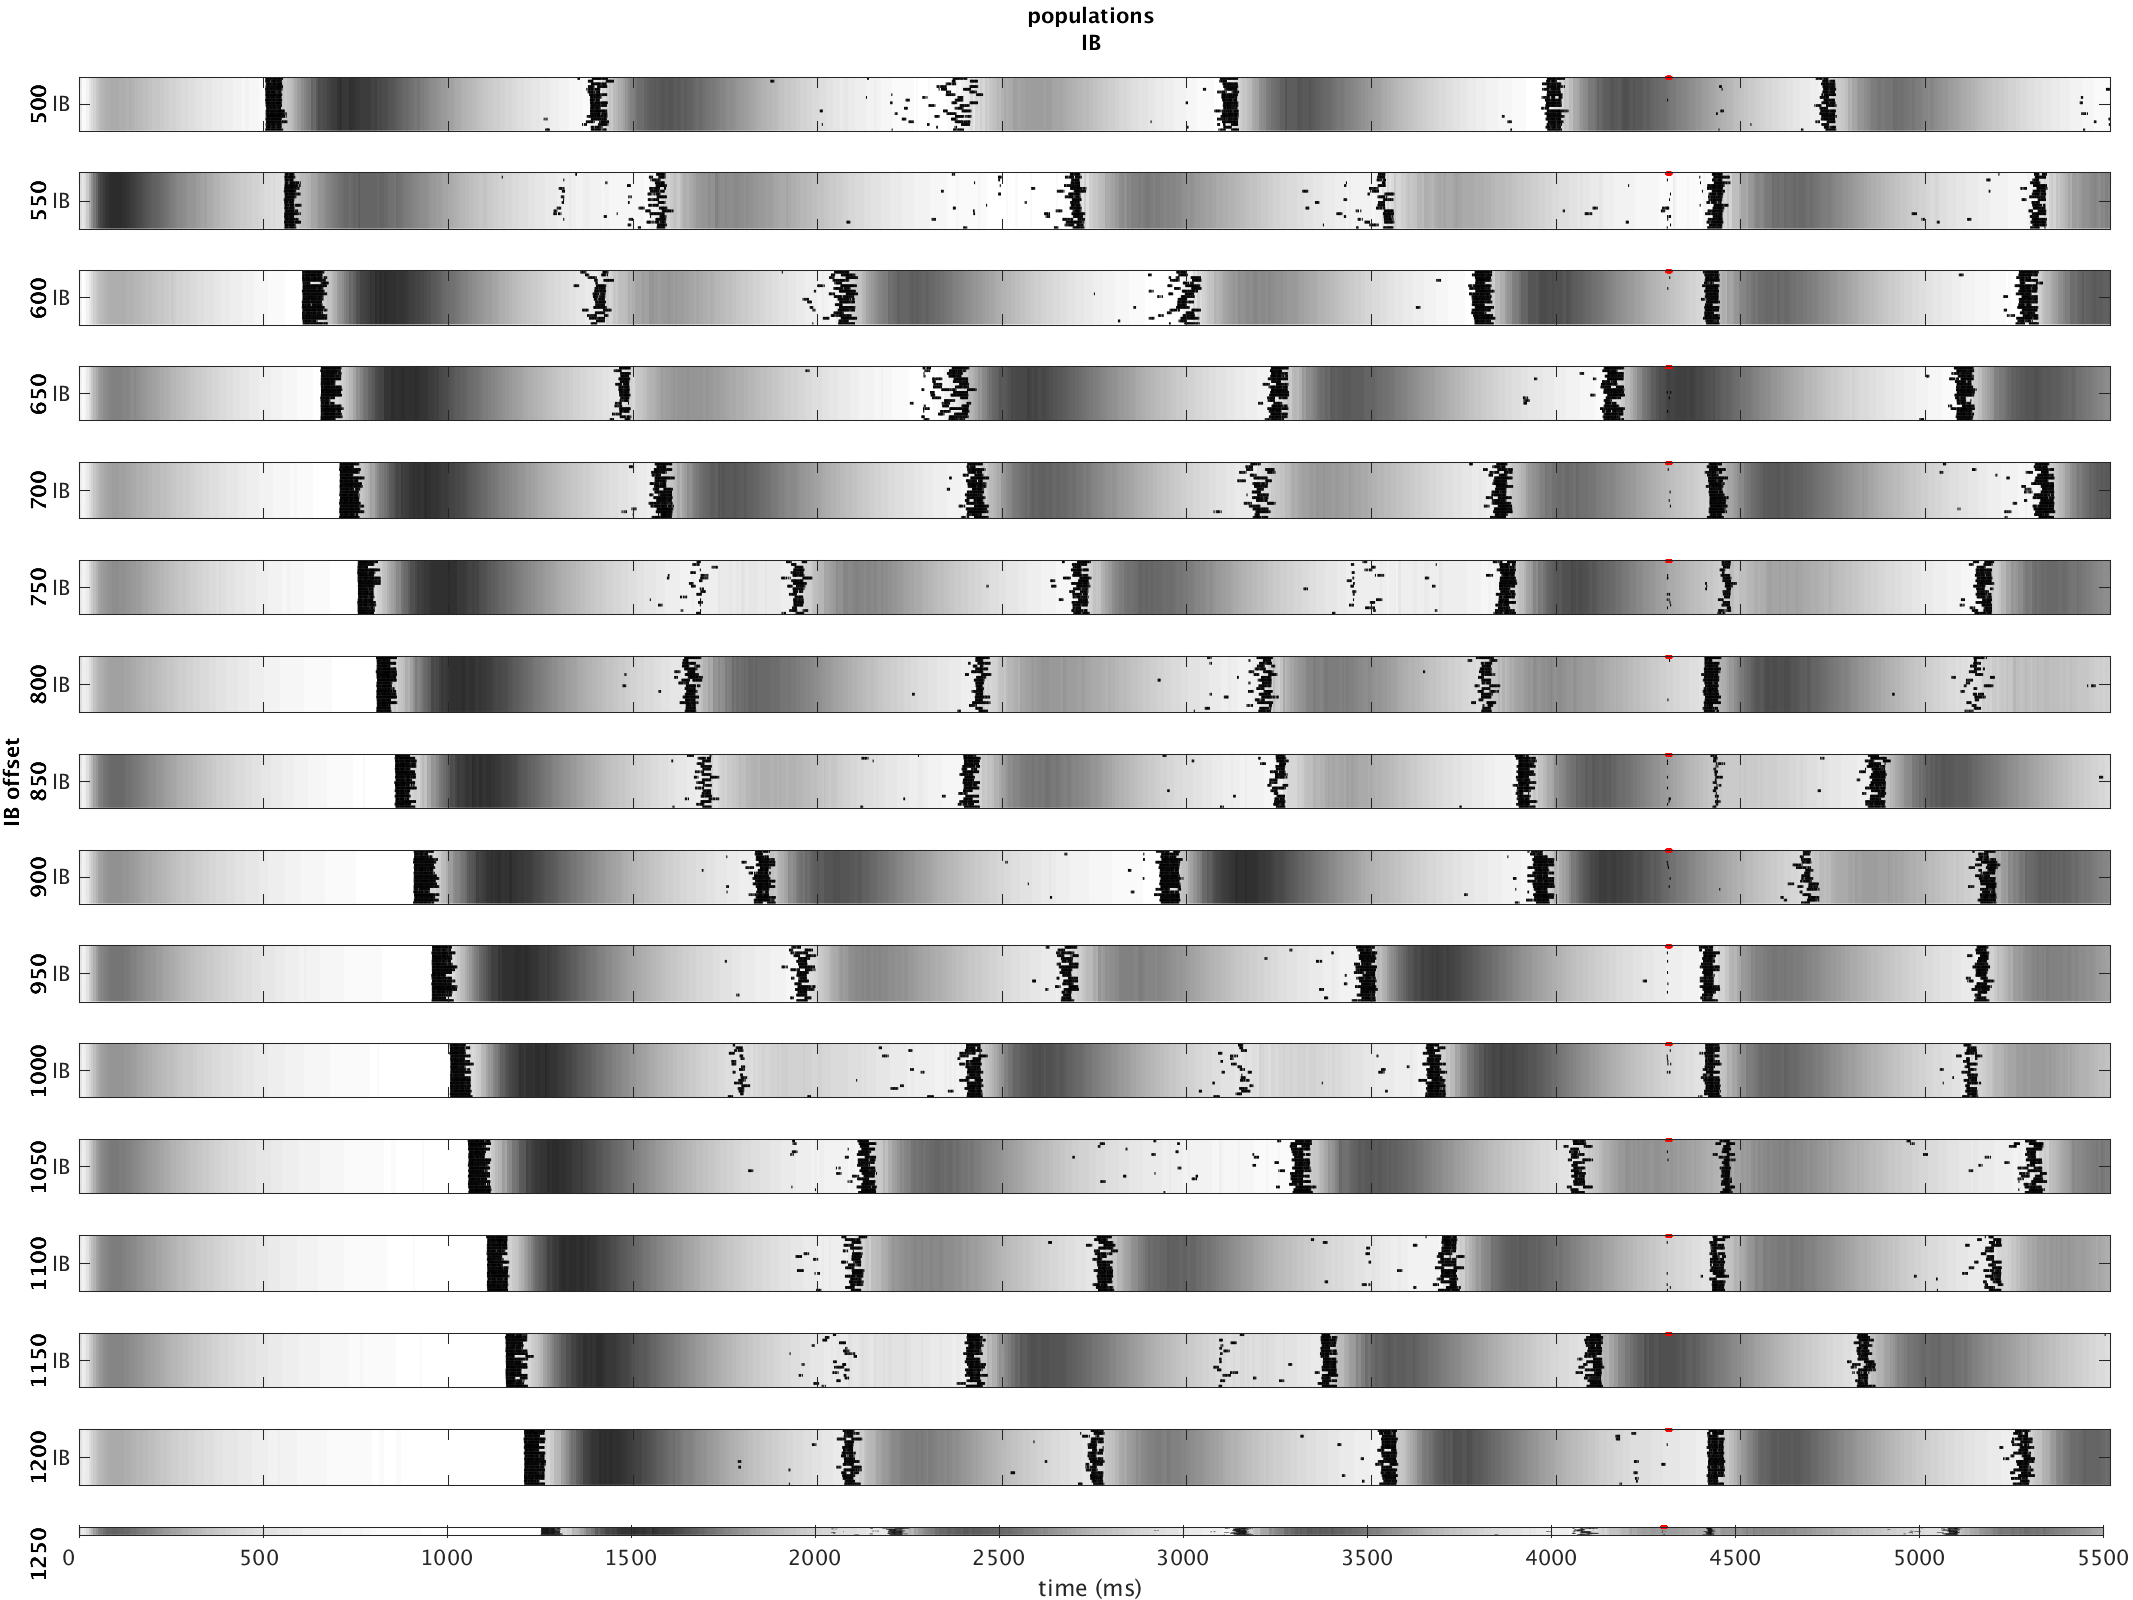 populations
IB
500 IB
550 IB
600 IB
650 IB
700 IB
750 IB
800 IB
850 IB
900 IB
950 IB
1000 IB
1050 IB
1100 IB
1150 IB
1200 IB
1250
IB offset
0 500 1000 1500 2000 2500 3000 3500 4000 4500 5000 5500
time (ms)